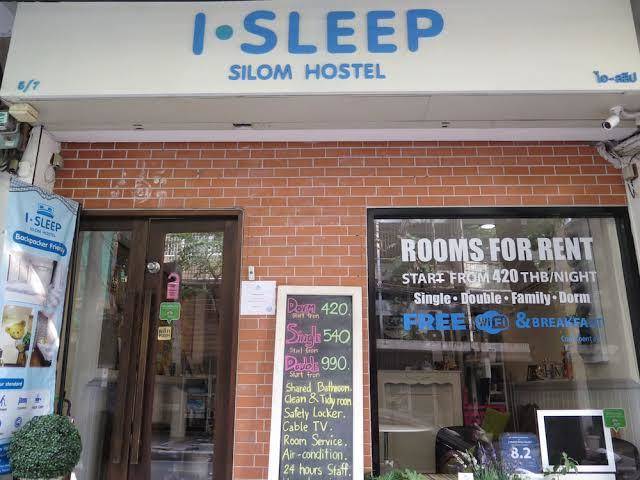 I·SLEEP
SILOM HOSTEL
5/7
ไอ-สลีป
I·SLEEP
SILOM HOSTEL
Backpacker Friendly
ROOMS FOR RENT
START FROM 420 THB/NIGHT
Single · Double · Family · Dorm
FREE WiFi & BREAKFAST
Dorm 420.
Start from
Single 540
Start from
Double 990.
Start from
Shared Bathroom.
Clean & Tidy room
Safety Locker.
Cable TV.
Room Service.
Air-condition.
24 hours Staff.
8.2